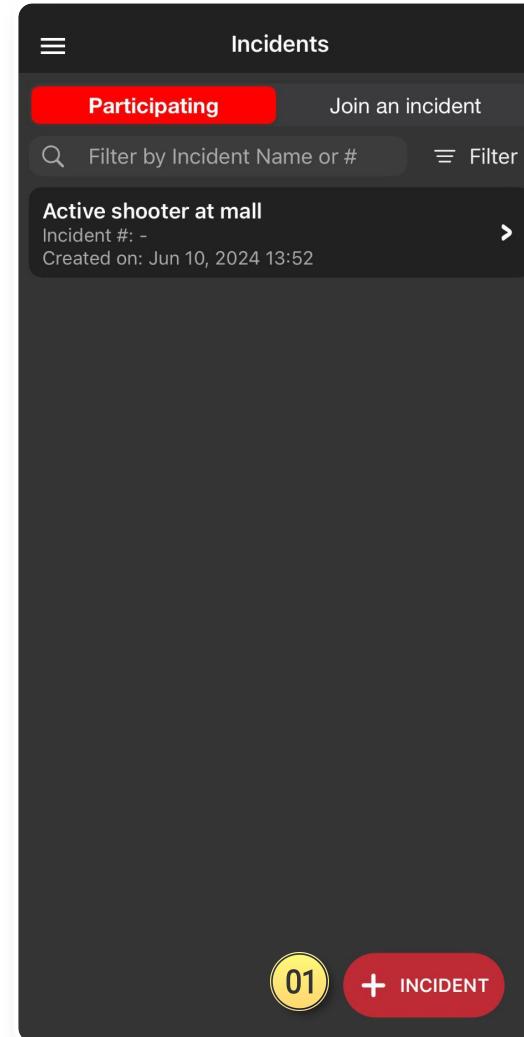 Incidents
Participating Join an incident
Filter by Incident Name or # Filter
Active shooter at mall
Incident #: -
Created on: Jun 10, 2024 13:52
01 + INCIDENT